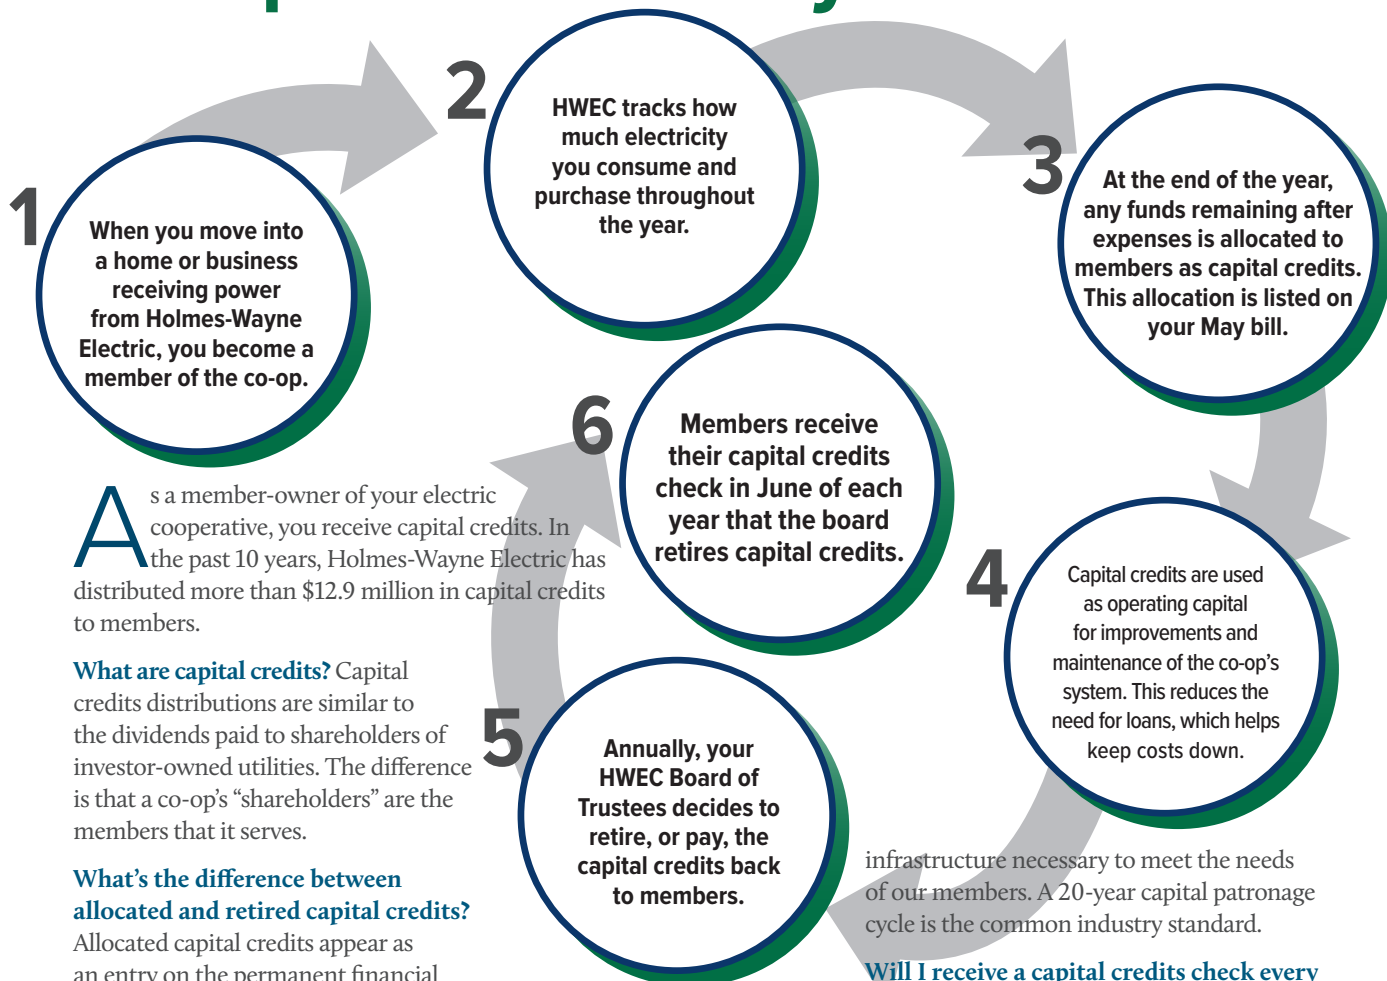 1
When you move into
a home or business
receiving power
from Holmes-Wayne
Electric, you become a
member of the co-op.
2
HWEC tracks how
much electricity
you consume and
purchase throughout
the year.
3
At the end of the year,
any funds remaining after
expenses is allocated to
members as capital credits.
This allocation is listed on
your May bill.
4
Capital credits are used
as operating capital
for improvements and
maintenance of the co-op’s
system. This reduces the
need for loans, which helps
keep costs down.
5
Annually, your
HWEC Board of
Trustees decides to
retire, or pay, the
capital credits back
to members.
6
Members receive
their capital credits
check in June of each
year that the board
retires capital credits.
As a member-owner of your electric
cooperative, you receive capital credits. In
the past 10 years, Holmes-Wayne Electric has
distributed more than $12.9 million in capital credits
to members.
What are capital credits? Capital
credits distributions are similar to
the dividends paid to shareholders of
investor-owned utilities. The difference
is that a co-op’s “shareholders” are the
members that it serves.
What’s the difference between
allocated and retired capital credits?
Allocated capital credits appear as
an entry on the permanent financial
infrastructure necessary to meet the needs
of our members. A 20-year capital patronage
cycle is the common industry standard.
Will I receive a capital credits check every